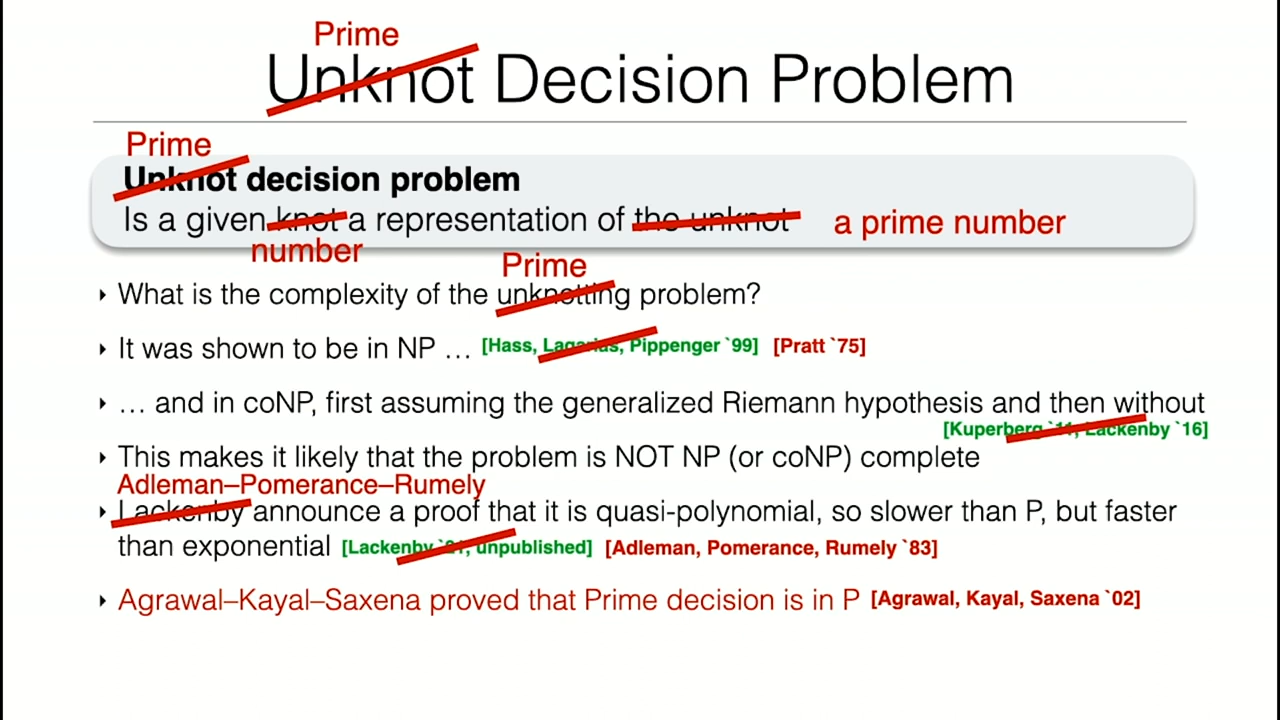 Prime
Unknot Decision Problem
Prime
Unknot decision problem
Is a given knot a representation of the unknot a prime number
number
Prime
‣ What is the complexity of the unknotting problem?
‣ It was shown to be in NP … [Hass, Lagarias, Pippenger `99] [Pratt `75]
‣ … and in coNP, first assuming the generalized Riemann hypothesis and then without
[Kuperberg `11, Lackenby `16]
‣ This makes it likely that the problem is NOT NP (or coNP) complete
Adleman–Pomerance–Rumely
‣ Lackenby announce a proof that it is quasi-polynomial, so slower than P, but faster
than exponential [Lackenby `21, unpublished] [Adleman, Pomerance, Rumely `83]
‣ Agrawal–Kayal–Saxena proved that Prime decision is in P [Agrawal, Kayal, Saxena `02]